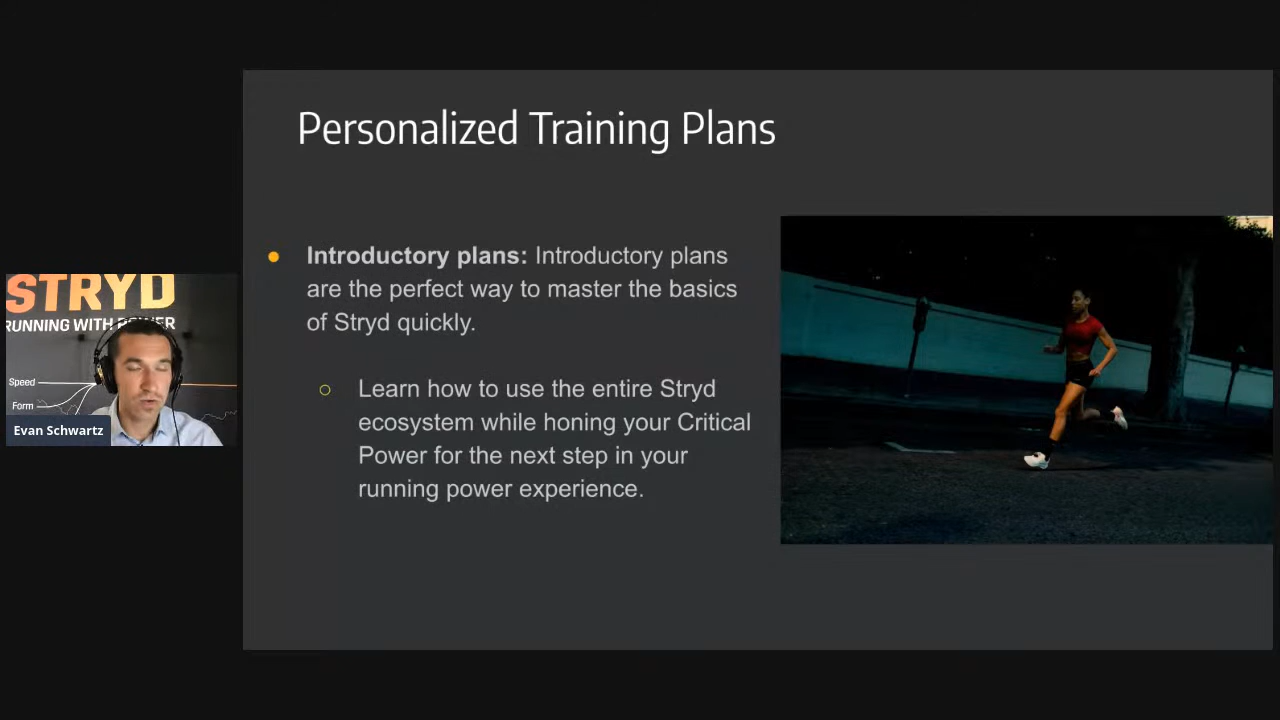 Personalized Training Plans
Introductory plans: Introductory plans
are the perfect way to master the basics
of Stryd quickly.
Learn how to use the entire Stryd
ecosystem while honing your Critical
Power for the next step in your
running power experience.
STRYD
RUNNING WITH POWER
Speed
Form
Evan Schwartz